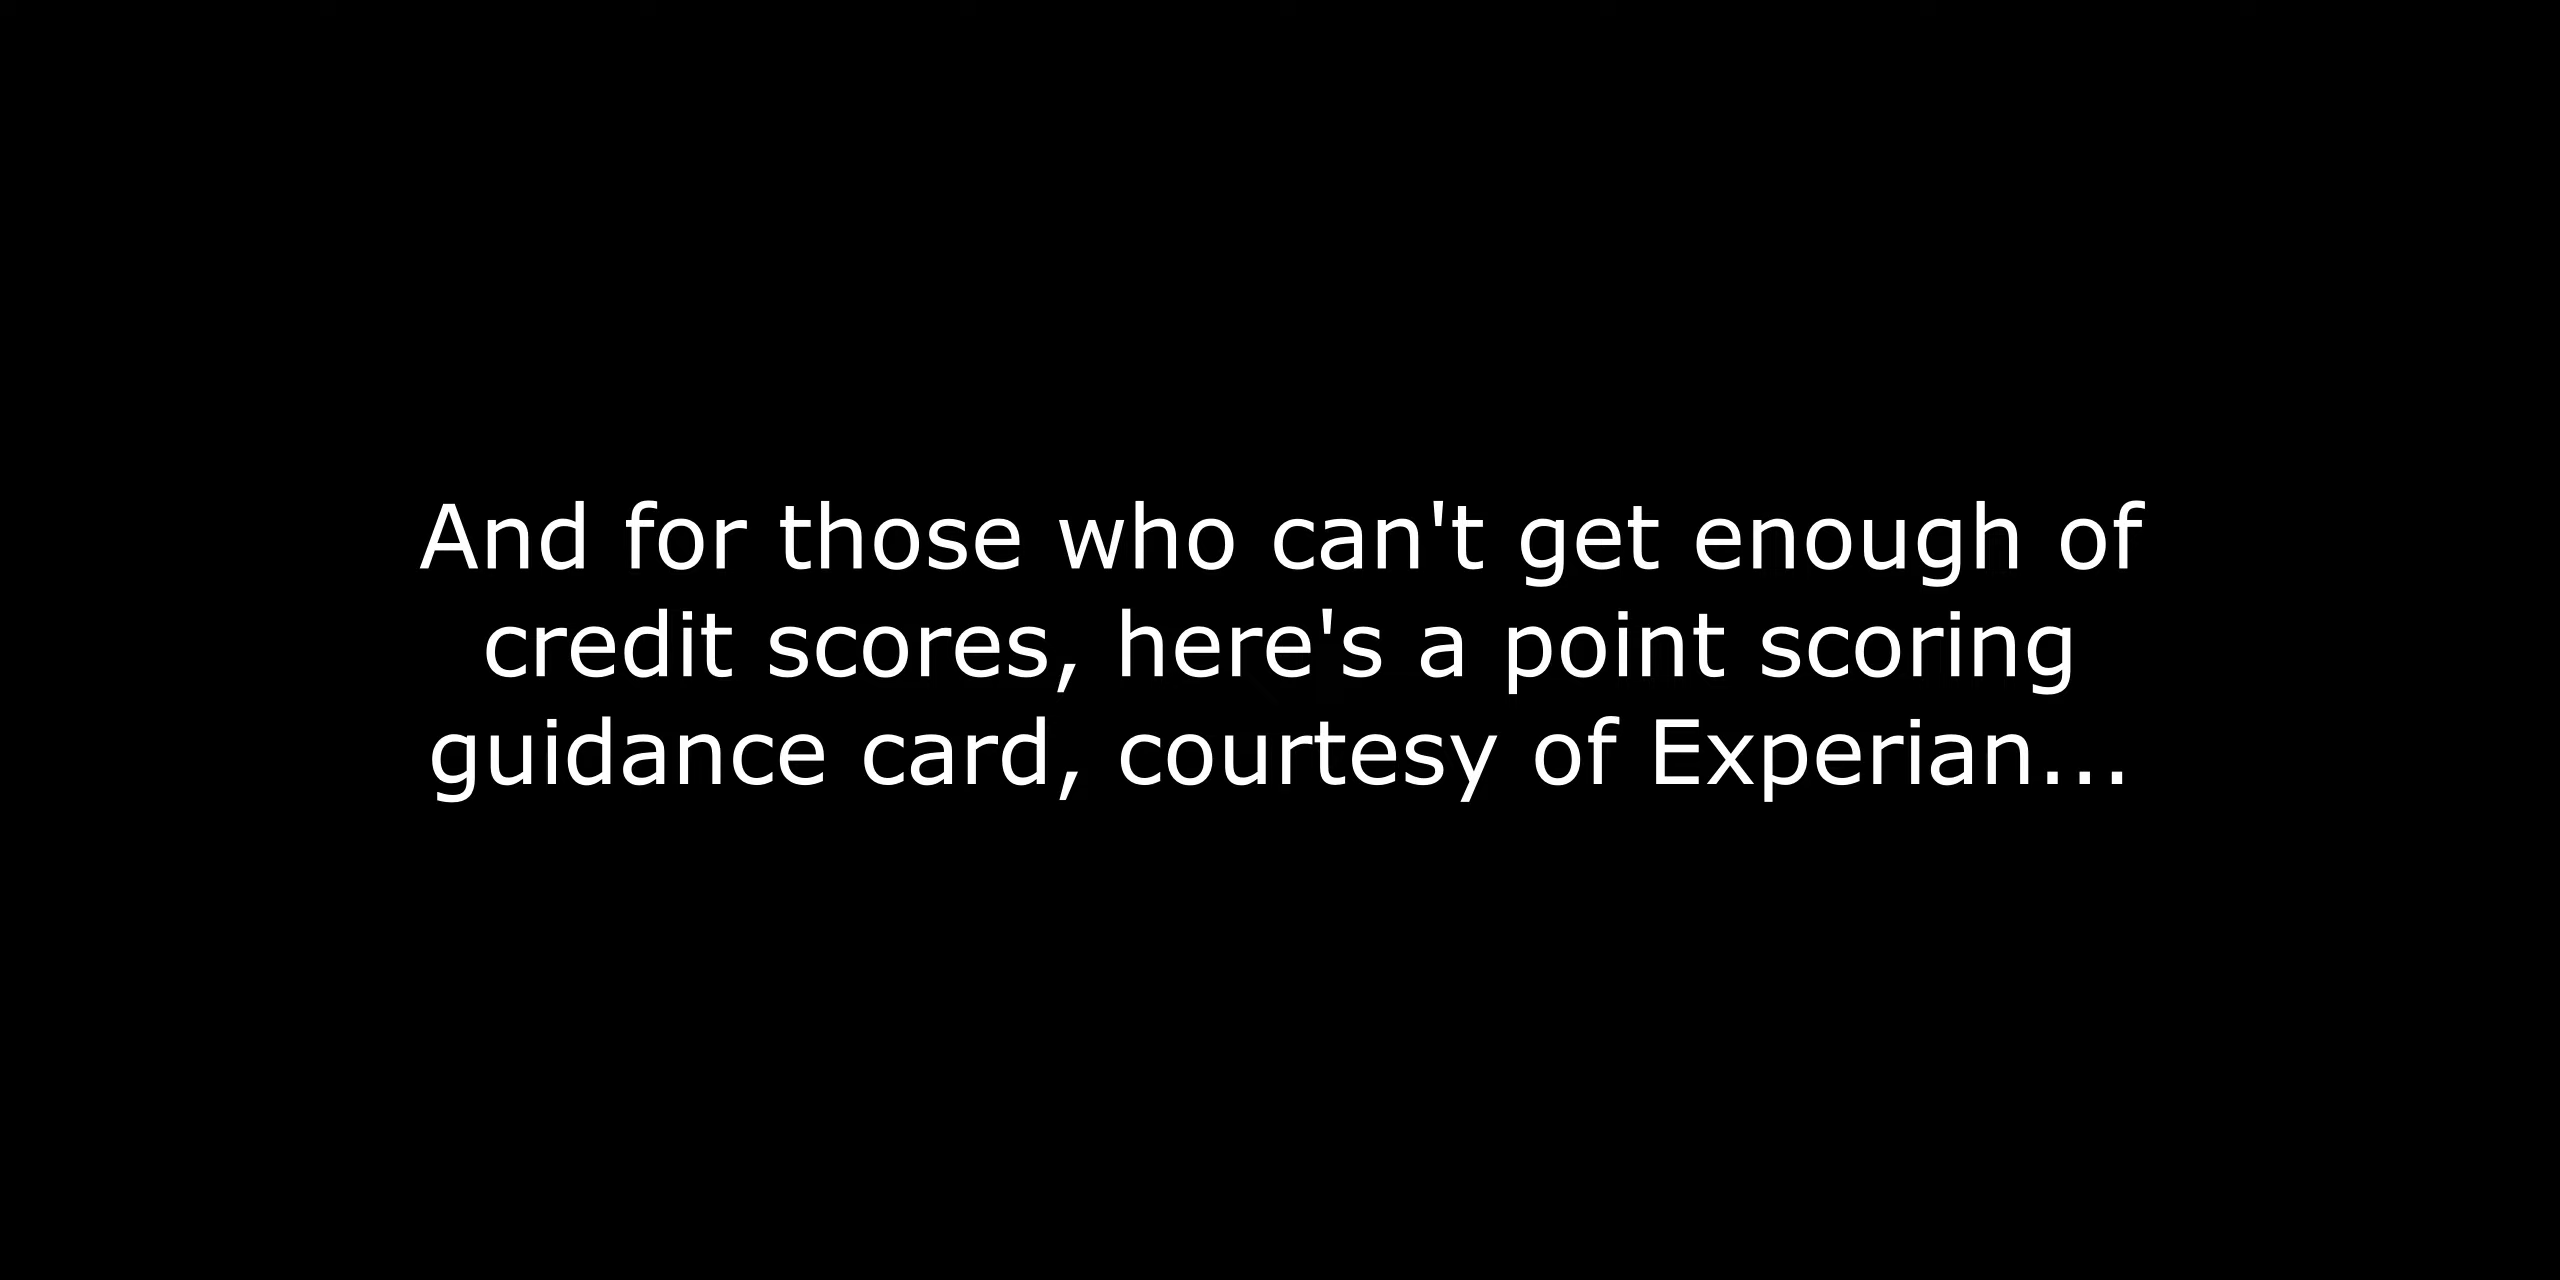 And for those who can't get enough of
credit scores, here's a point scoring
guidance card, courtesy of Experian...